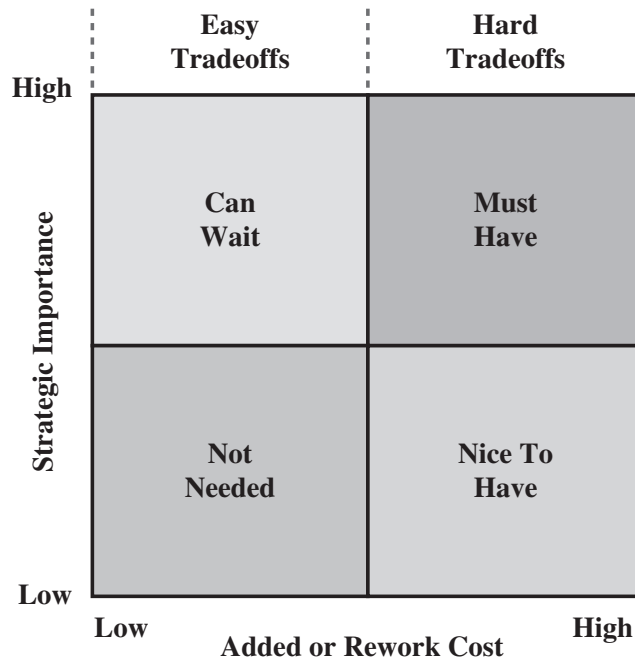 Easy
Tradeoffs
Hard
Tradeoffs
High
Can
Wait
Must
Have
Strategic Importance
Not
Needed
Nice To
Have
Low
Low
High
Added or Rework Cost